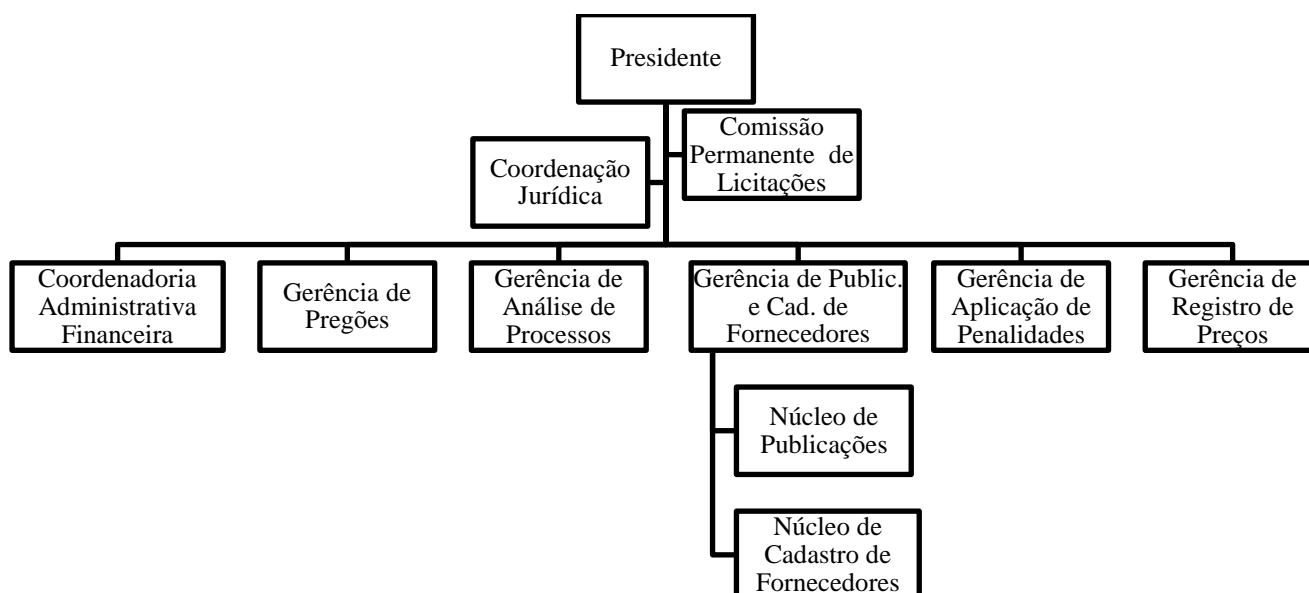 Presidente
Comissão
Permanente de
Licitações
Coordenação
Jurídica
Coordenadoria
Administrativa
Financeira
Gerência de
Pregões
Gerência de
Análise de
Processos
Gerência de Public.
e Cad. de
Fornecedores
Gerência de
Aplicação de
Penalidades
Gerência de
Registro de
Preços
Núcleo de
Publicações
Núcleo de
Cadastro de
Fornecedores